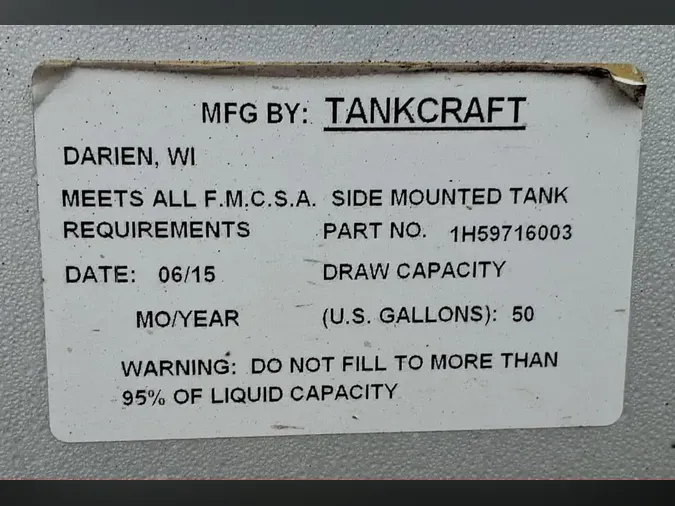 MFG BY: TANKCRAFT
DARIEN, WI
MEETS ALL F.M.C.S.A. SIDE MOUNTED TANK
REQUIREMENTS PART NO. 1H59716003
DATE: 06/15 DRAW CAPACITY
MO/YEAR (U.S. GALLONS): 50
WARNING: DO NOT FILL TO MORE THAN
95% OF LIQUID CAPACITY